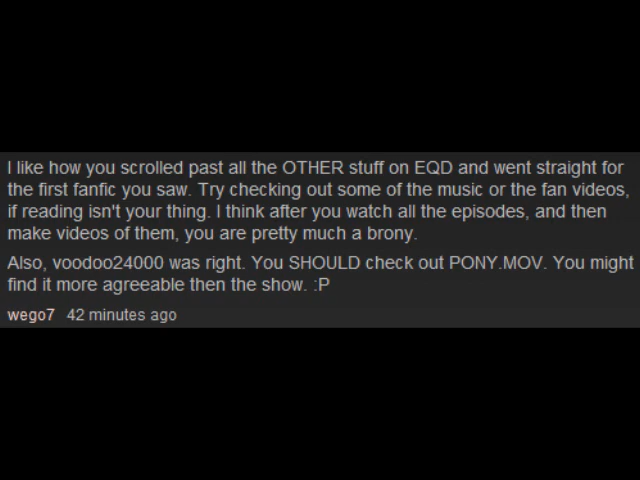 I like how you scrolled past all the OTHER stuff on EQD and went straight for
the first fanfic you saw. Try checking out some of the music or the fan videos,
if reading isn't your thing. I think after you watch all the episodes, and then
make videos of them, you are pretty much a brony.
Also, voodoo24000 was right. You SHOULD check out PONY.MOV. You might
find it more agreeable then the show. :P
wego7 42 minutes ago